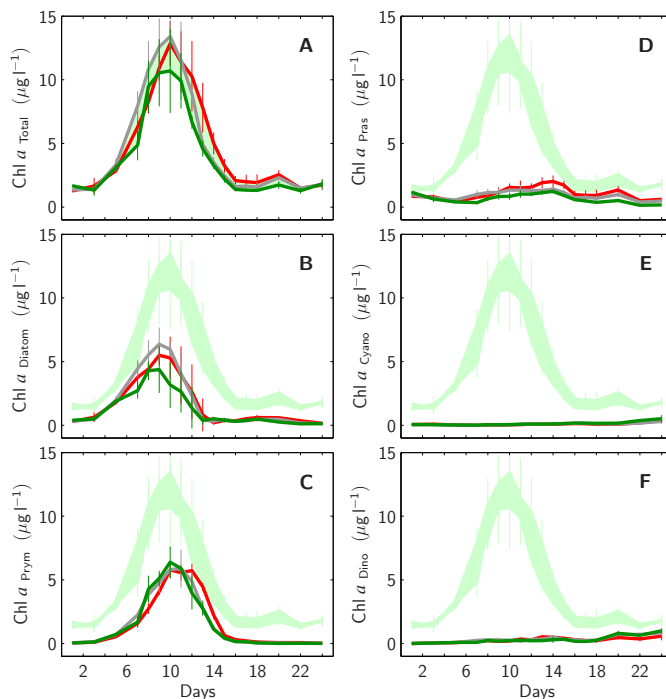 15
10
5
0
Chl a Total (µg l−1)
A
15
10
5
0
Chl a Pras (µg l−1)
D
15
10
5
0
Chl a Diatom (µg l−1)
B
15
10
5
0
Chl a Cyano (µg l−1)
E
15
10
5
0
Chl a Prym (µg l−1)
C
2 6 10 14 18 22
Days
15
10
5
0
Chl a Dino (µg l−1)
F
2 6 10 14 18 22
Days